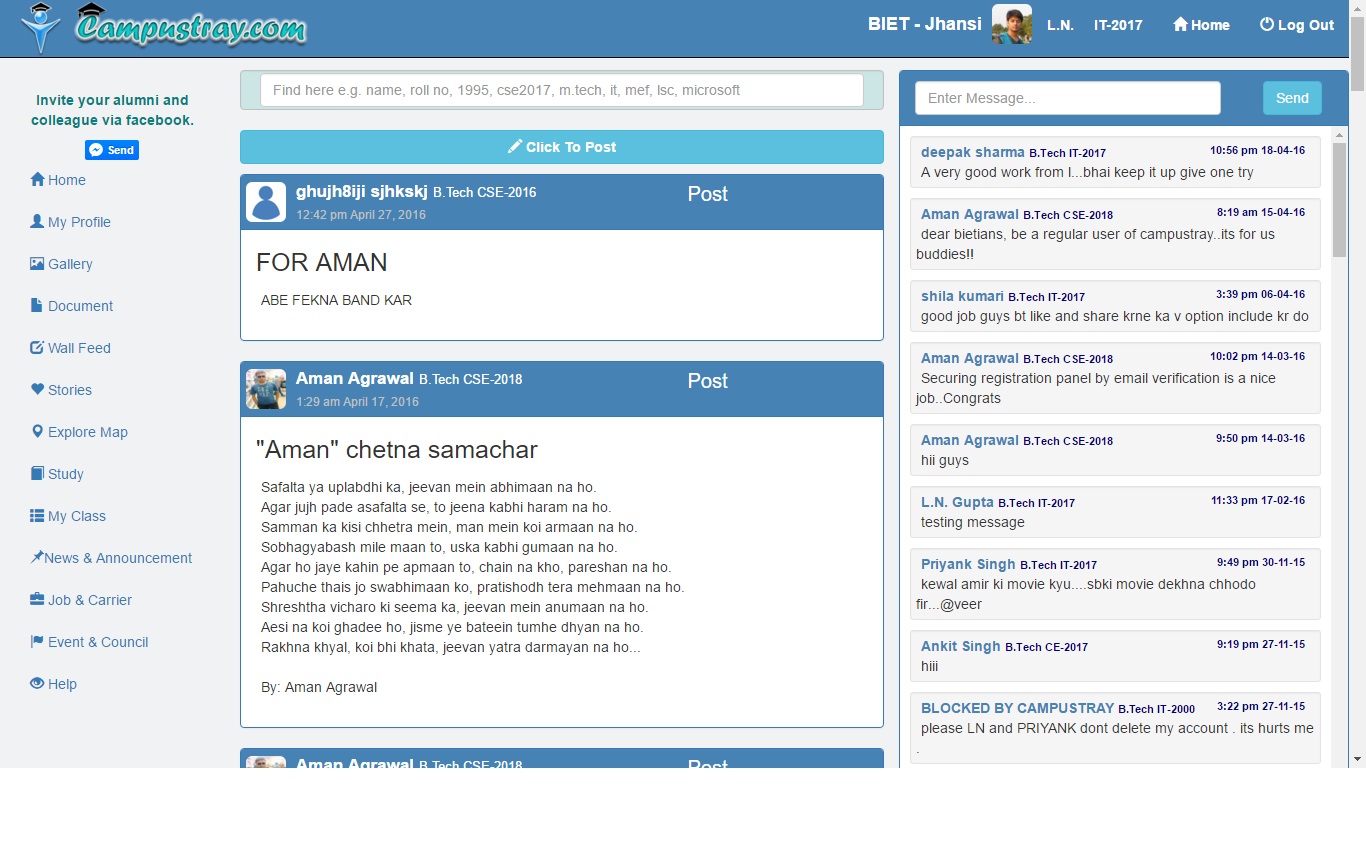 Campustray.com
BIET - Jhansi L.N. IT-2017 Home Log Out
Invite your alumni and
colleague via facebook.
Send
Home
My Profile
Gallery
Document
Wall Feed
Stories
Explore Map
Study
My Class
News & Announcement
Job & Carrier
Event & Council
Help
Find here e.g. name, roll no, 1995, cse2017, m.tech, it, mef, lsc, microsoft
Click To Post
ghujh8iji sjhkskj B.Tech CSE-2016 Post
12:42 pm April 27, 2016
FOR AMAN
ABE FEKNA BAND KAR
Aman Agrawal B.Tech CSE-2018 Post
1:29 am April 17, 2016
"Aman" chetna samachar
Safalta ya uplabdhi ka, jeevan mein abhimaan na ho.
Agar jujh pade asafalta se, to jeena kabhi haram na ho.
Samman ka kisi chhetra mein, man mein koi armaan na ho.
Sobhagyabash mile maan to, uska kabhi gumaan na ho.
Agar ho jaye kahin pe apmaan to, chain na kho, pareshan na ho.
Pahuche thais jo swabhimaan ko, pratishodh tera mehmaan na ho.
Shreshtha vicharo ki seema ka, jeevan mein anumaan na ho.
Aesi na koi ghadee ho, jisme ye bateein tumhe dhyan na ho.
Rakhna khyal, koi bhi khata, jeevan yatra darmayan na ho...
By: Aman Agrawal
Aman Agrawal B.Tech CSE-2018 Post
Enter Message... Send
deepak sharma B.Tech IT-2017 10:56 pm 18-04-16
A very good work from I...bhai keep it up give one try
Aman Agrawal B.Tech CSE-2018 8:19 am 15-04-16
dear bietians, be a regular user of campustray..its for us
buddies!!
shila kumari B.Tech IT-2017 3:39 pm 06-04-16
good job guys bt like and share krne ka v option include kr do
Aman Agrawal B.Tech CSE-2018 10:02 pm 14-03-16
Securing registration panel by email verification is a nice
job..Congrats
Aman Agrawal B.Tech CSE-2018 9:50 pm 14-03-16
hii guys
L.N. Gupta B.Tech IT-2017 11:33 pm 17-02-16
testing message
Priyank Singh B.Tech IT-2017 9:49 pm 30-11-15
kewal amir ki movie kyu....sbki movie dekhna chhodo
fir...@veer
Ankit Singh B.Tech CE-2017 9:19 pm 27-11-15
hiii
BLOCKED BY CAMPUSTRAY B.Tech IT-2000 3:22 pm 27-11-15
please LN and PRIYANK dont delete my account . its hurts me
.